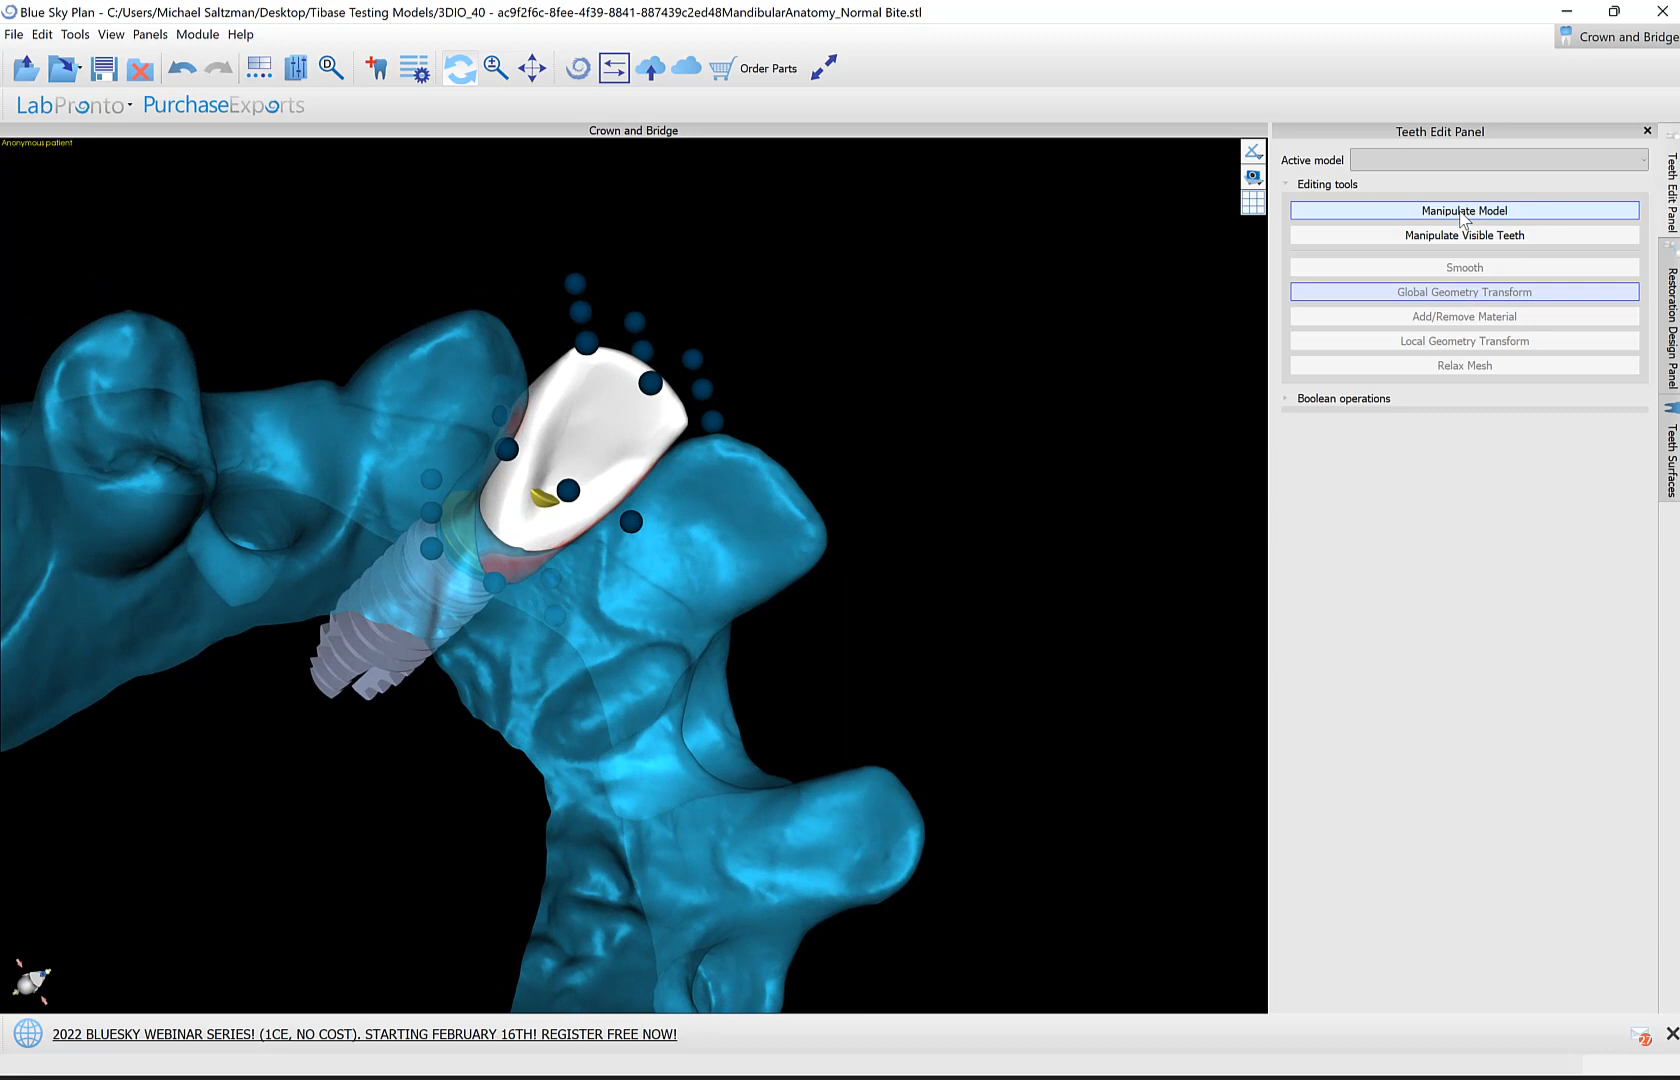 Blue Sky Plan - C:/Users/Michael Saltzman/Desktop/Tibase Testing Models/3DIO_40 - ac9f2f6c-8fee-4f39-8841-887439c2ed48MandibularAnatomy_Normal Bite.stl
File Edit Tools View Panels Module Help
Crown and Bridge
D
Order Parts
LabPronto PurchaseExports
Crown and Bridge
Teeth Edit Panel
Anonymous patient
Active model
Editing tools
Manipulate Model
Manipulate Visible Teeth
Smooth
Global Geometry Transform
Add/Remove Material
Local Geometry Transform
Relax Mesh
Boolean operations
Teeth Edit Panel
Restoration Design Panel
Teeth Surfaces
2022 BLUESKY WEBINAR SERIES! (1CE, NO COST). STARTING FEBRUARY 16TH! REGISTER FREE NOW!
27